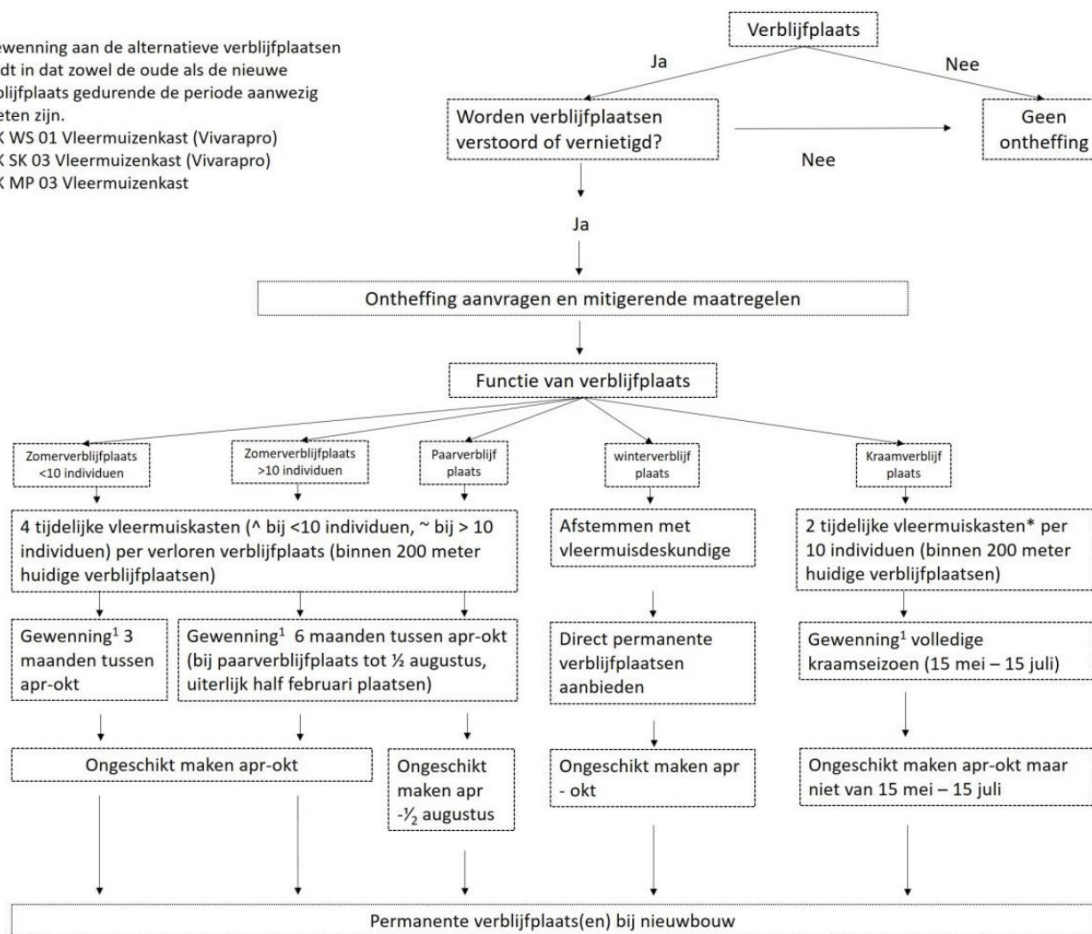 Verblijfplaats
ewenning aan de alternatieve verblijfplaatsen
dt in dat zowel de oude als de nieuwe
blijfplaats gedurende de periode aanwezig
eten zijn.
K WS 01 Vleermuizenkast (Vivarapro)
K SK 03 Vleermuizenkast (Vivarapro)
K MP 03 Vleermuizenkast
Ja
Nee
Worden verblijfplaatsen
verstoord of vernietigd?
Nee
Geen
ontheffing
Ja
Ontheffing aanvragen en mitigerende maatregelen
Functie van verblijfplaats
Zomerverblijfplaats
<10 individuen
Zomerverblijfplaats
>10 individuen
Paarverblijf
plaats
winterverblijf
plaats
Kraamverblijf
plaats
4 tijdelijke vleermuiskasten (^ bij <10 individuen, ~ bij > 10
individuen) per verloren verblijfplaats (binnen 200 meter
huidige verblijfplaatsen)
Afstemmen met
vleermuisdeskundige
2 tijdelijke vleermuiskasten* per
10 individuen (binnen 200 meter
huidige verblijfplaatsen)
Gewenning¹ 3
maanden tussen
apr-okt
Gewenning¹ 6 maanden tussen apr-okt
(bij paarverblijfplaats tot ½ augustus,
uiterlijk half februari plaatsen)
Direct permanente
verblijfplaatsen
aanbieden
Gewenning¹ volledige
kraamseizoen (15 mei – 15 juli)
Ongeschikt maken apr-okt
Ongeschikt
maken apr
-½ augustus
Ongeschikt maken apr
- okt
Ongeschikt maken apr-okt maar
niet van 15 mei – 15 juli
Permanente verblijfplaats(en) bij nieuwbouw